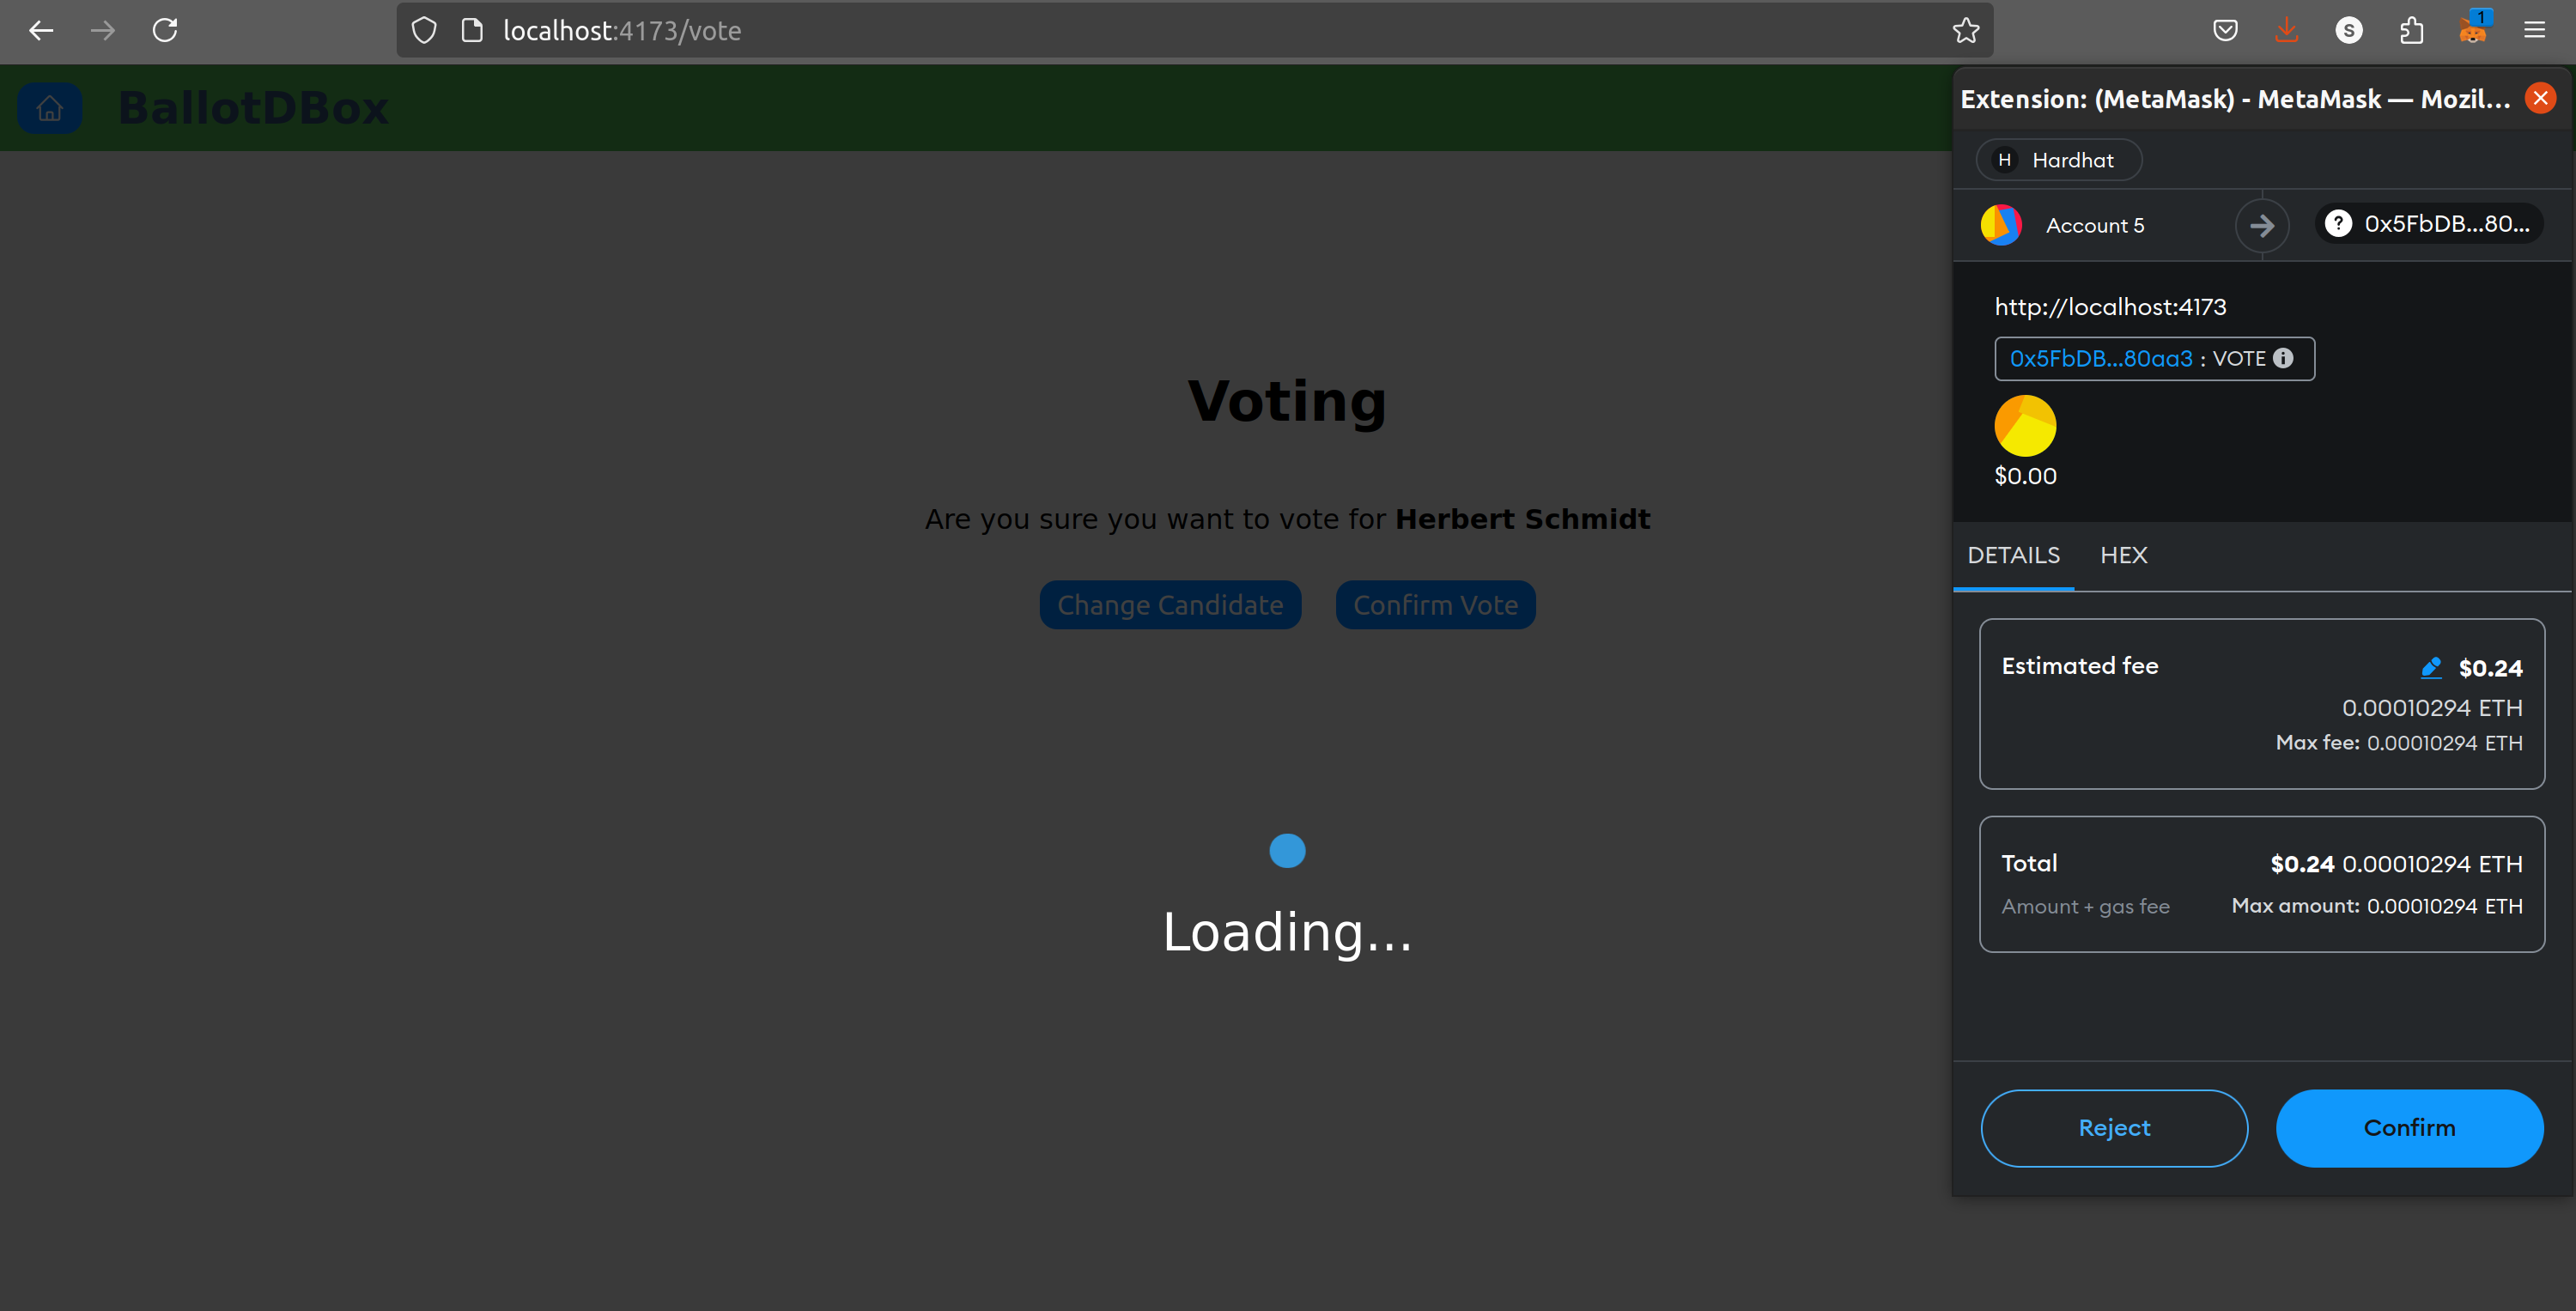 localhost:4173/vote
S
1
BallotDBox
Voting
Are you sure you want to vote for Herbert Schmidt
Change Candidate
Confirm Vote
Loading...
Extension: (MetaMask) - MetaMask — Mozil...
H Hardhat
Account 5
? 0x5FbDB...80...
http://localhost:4173
0x5FbDB...80aa3 : VOTE
$0.00
DETAILS HEX
Estimated fee $0.24
0.00010294 ETH
Max fee: 0.00010294 ETH
Total $0.24 0.00010294 ETH
Amount + gas fee Max amount: 0.00010294 ETH
Reject Confirm